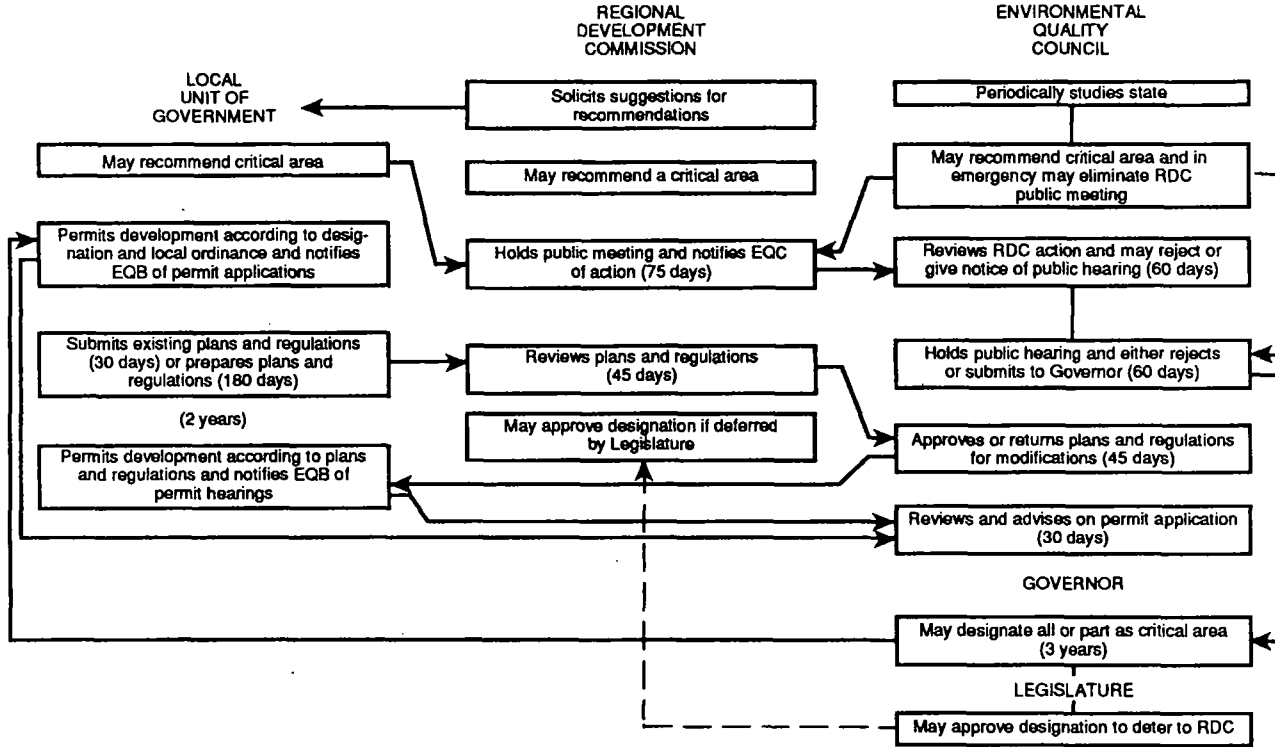 REGIONAL
DEVELOPMENT
COMMISSION
ENVIRONMENTAL
QUALITY
COUNCIL
LOCAL
UNIT OF
GOVERNMENT
Solicits suggestions for
recommendations
Periodically studies state
May recommend critical area
May recommend a critical area
May recommend critical area and in
emergency may eliminate RDC
public meeting
Permits development according to desig-
nation and local ordinance and notifies
EQB of permit applications
Holds public meeting and notifies EQC
of action (75 days)
Reviews RDC action and may reject or
give notice of public hearing (60 days)
Submits existing plans and regulations
(30 days) or prepares plans and
regulations (180 days)
Reviews plans and regulations
(45 days)
Holds public hearing and either rejects
or submits to Governor (60 days)
(2 years)
May approve designation if deferred
by Legislature
Approves or returns plans and regulations
for modifications (45 days)
Permits development according to plans
and regulations and notifies EQB of
permit hearings
Reviews and advises on permit application
(30 days)
GOVERNOR
May designate all or part as critical area
(3 years)
LEGISLATURE
May approve designation to deter to RDC